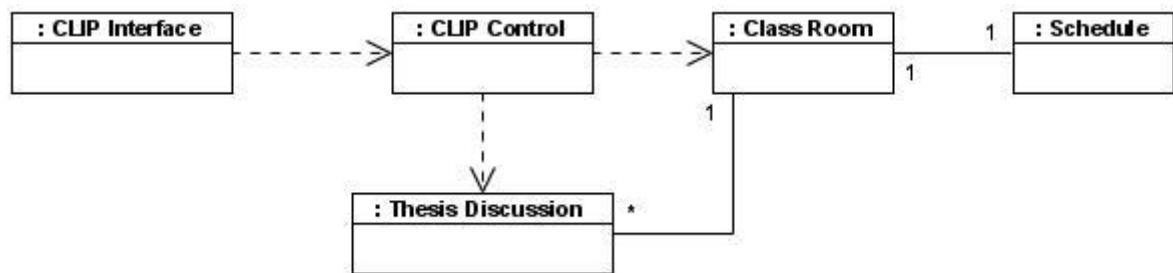 : CLIP Interface
: CLIP Control
: Class Room
: Schedule
1
1
1
: Thesis Discussion
*